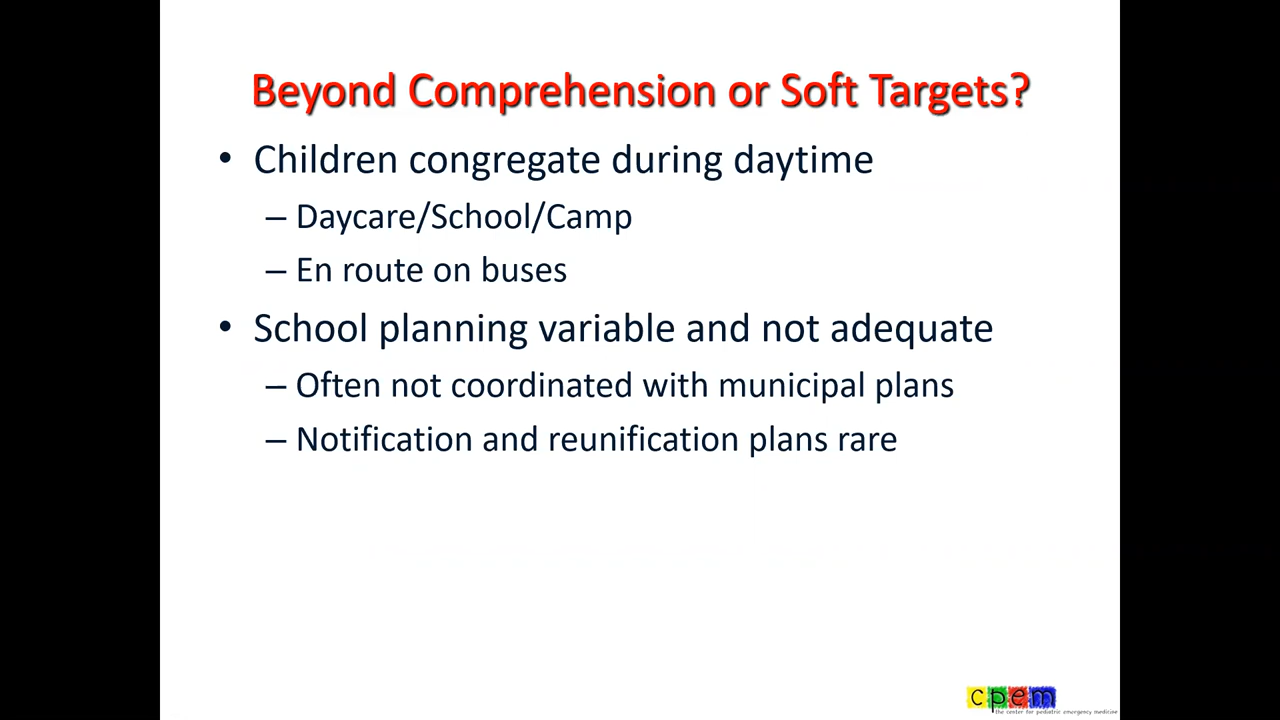 Beyond Comprehension or Soft Targets?
• Children congregate during daytime
– Daycare/School/Camp
– En route on buses
• School planning variable and not adequate
– Often not coordinated with municipal plans
– Notification and reunification plans rare
cpem
the center for pediatric emergency medicine